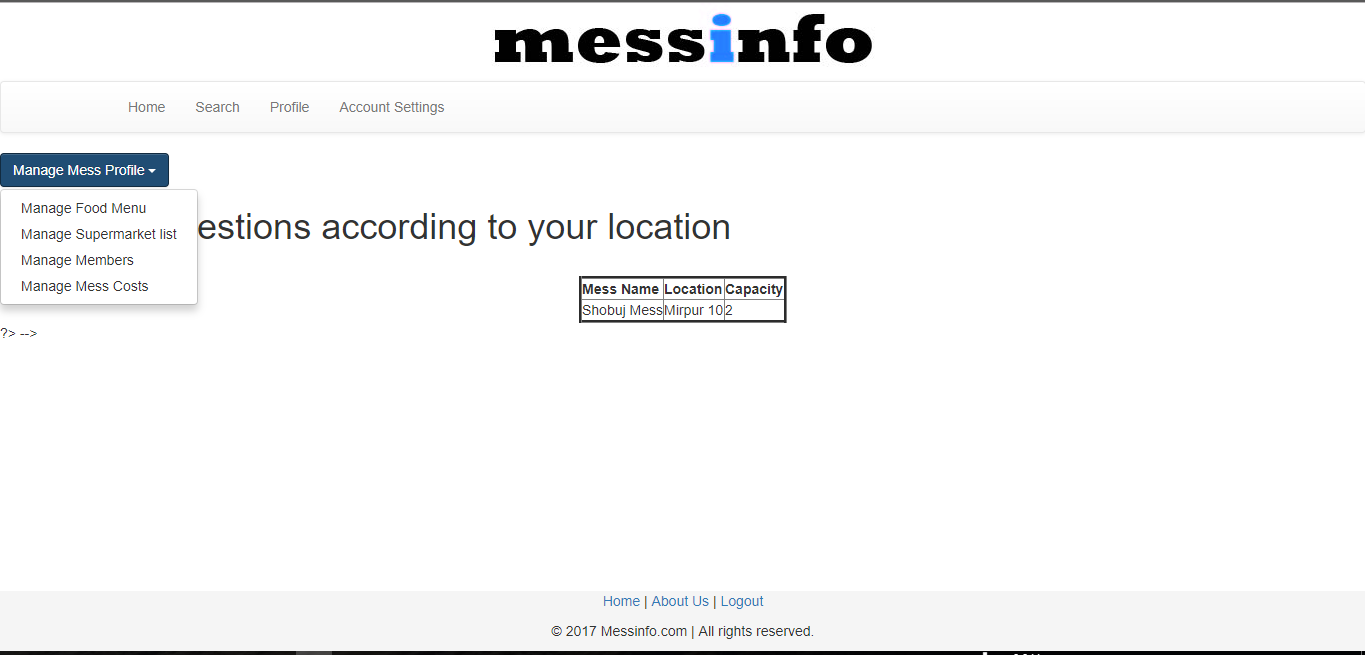 messinfo
Home Search Profile Account Settings
Manage Mess Profile
Manage Food Menu
estions according to your location
Manage Supermarket list
Manage Members
Manage Mess Costs
Mess Name Location Capacity
Shobuj Mess Mirpur 10 2
?> -->
Home | About Us | Logout
© 2017 Messinfo.com | All rights reserved.